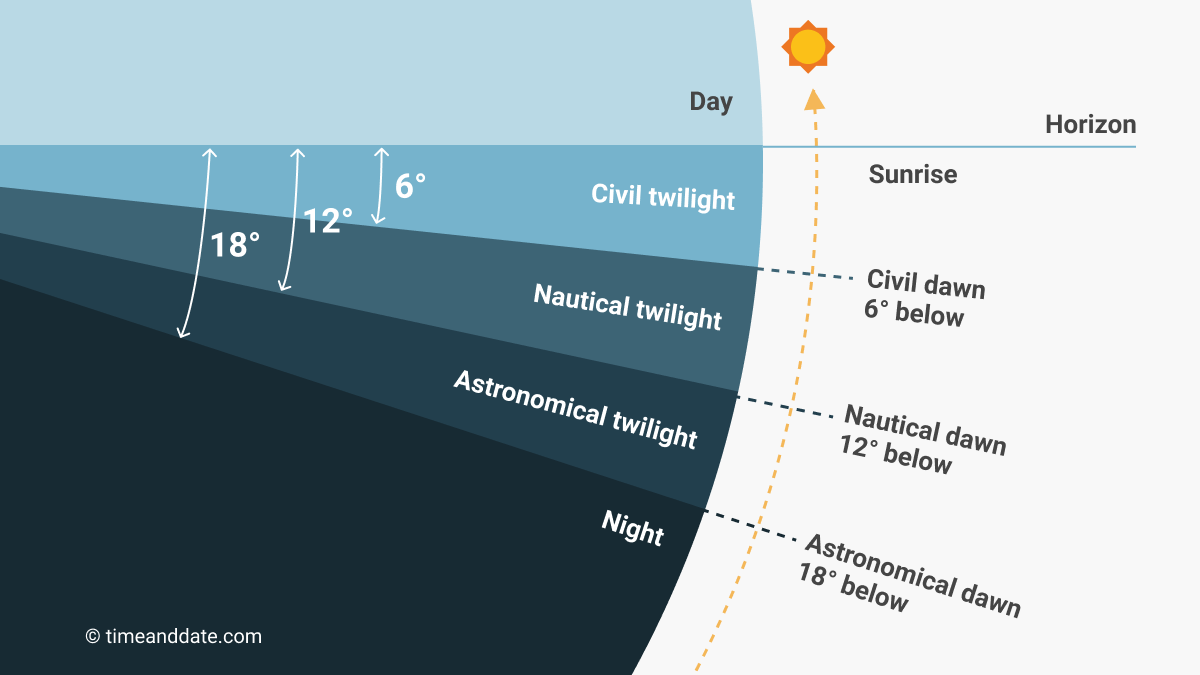 Day
Horizon
Sunrise
Civil twilight
6°
12°
18°
Civil dawn
6° below
Nautical twilight
Nautical dawn
12° below
Astronomical twilight
Night
Astronomical dawn
18° below
© timeanddate.com